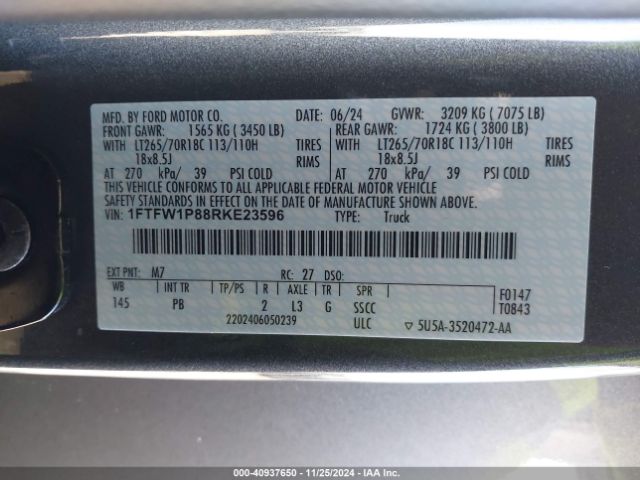 MFD. BY FORD MOTOR CO. DATE: 06/24 GVWR: 3209 KG ( 7075 LB)
FRONT GAWR: 1565 KG ( 3450 LB) REAR GAWR: 1724 KG ( 3800 LB)
WITH LT265/70R18C 113/110H TIRES WITH LT265/70R18C 113/110H TIRES
18x8.5J RIMS 18x8.5J RIMS
AT 270 kPa/ 39 PSI COLD AT 270 kPa/ 39 PSI COLD
THIS VEHICLE CONFORMS TO ALL APPLICABLE FEDERAL MOTOR VEHICLE
SAFETY STANDARDS IN EFFECT ON THE DATE OF MANUFACTURE SHOWN ABOVE.
VIN: 1FTFW1P88RKE23596 TYPE: Truck
EXT PNT: M7 RC: 27 DSO:
WB INT TR TP/PS R AXLE TR SPR F0147
145 PB 2 L3 G SSCC T0843
2202406050239 ULC ▽ 5U5A-3520472-AA
000-40937650 - 11/25/2024 - IAA Inc.